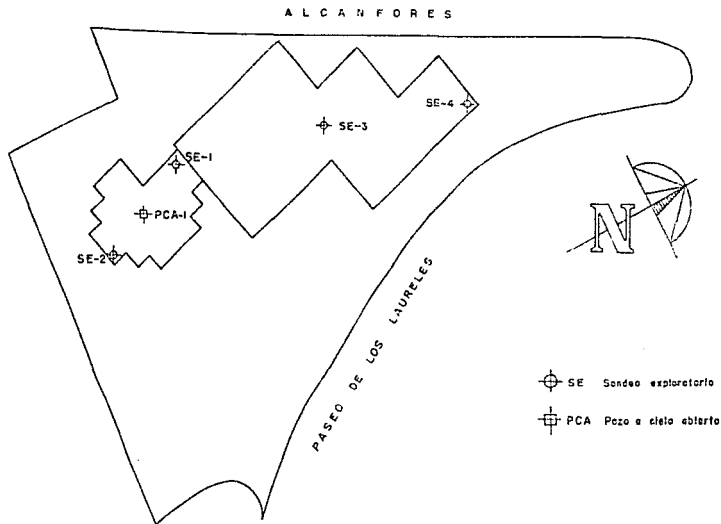 ALCANFORES
SE-4
SE-3
SE-1
PCA-1
SE-2
N
PASEO DE LOS LAURELES
SE Sondeo exploratorio
PCA Pozo a cielo abierto